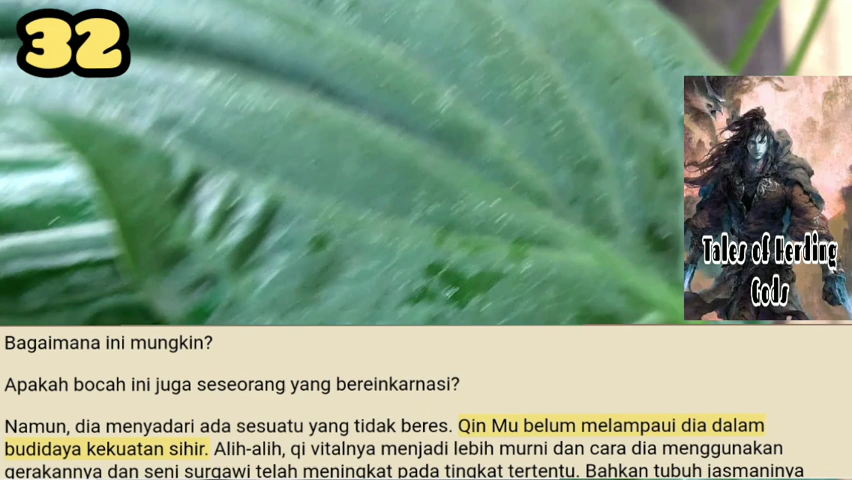 32
Tales of Herding
Gods
Bagaimana ini mungkin?
Apakah bocah ini juga seseorang yang bereinkarnasi?
Namun, dia menyadari ada sesuatu yang tidak beres. Qin Mu belum melampaui dia dalam
budidaya kekuatan sihir. Alih-alih, qi vitalnya menjadi lebih murni dan cara dia menggunakan
gerakannya dan seni surgawi telah meningkat pada tingkat tertentu. Bahkan tubuh jasmaninya